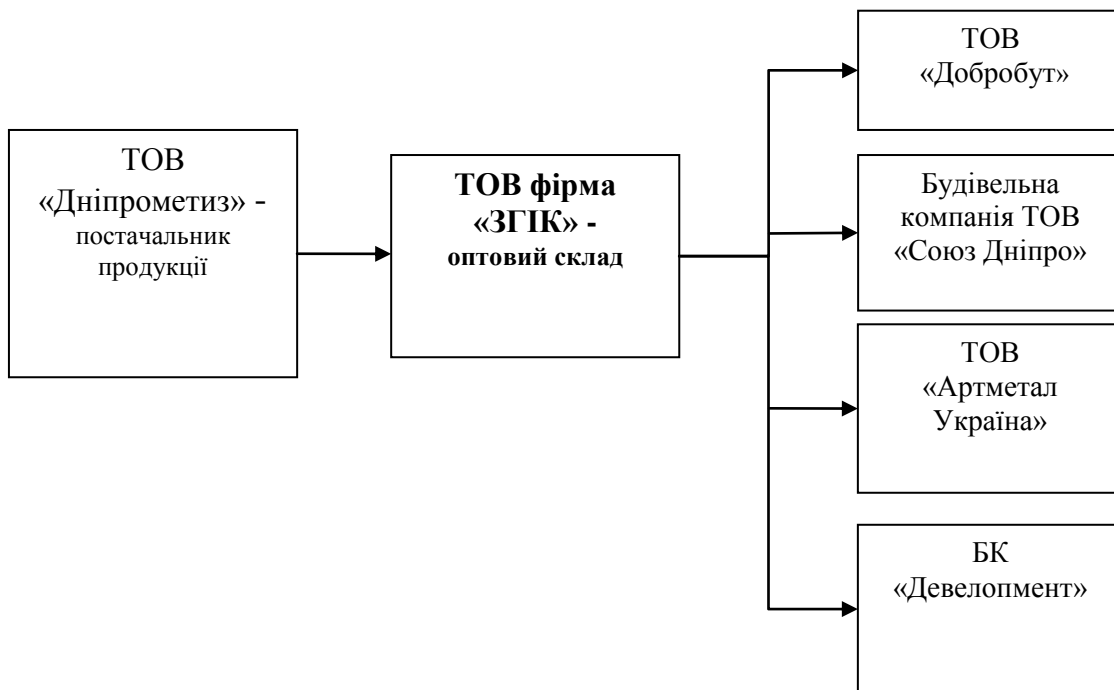 ТОВ
«Дніпрометиз» -
постачальник
продукції
ТОВ фірма
«ЗГІК» -
оптовий склад
ТОВ
«Добробут»
Будівельна
компанія ТОВ
«Союз Дніпро»
ТОВ
«Артметал
Україна»
БК
«Девелопмент»